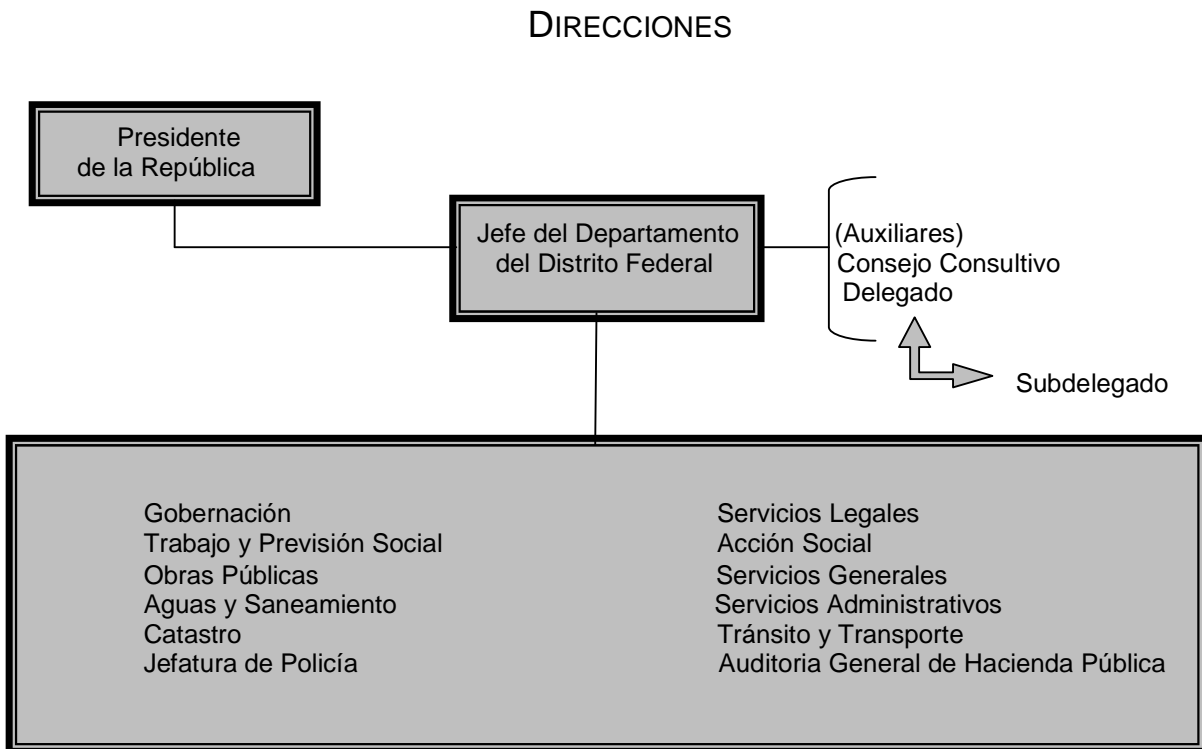 DIRECCIONES
Presidente
de la República
Jefe del Departamento
del Distrito Federal
(Auxiliares)
Consejo Consultivo
Delegado
Subdelegado
Gobernación
Trabajo y Previsión Social
Obras Públicas
Aguas y Saneamiento
Catastro
Jefatura de Policía
Servicios Legales
Acción Social
Servicios Generales
Servicios Administrativos
Tránsito y Transporte
Auditoria General de Hacienda Pública